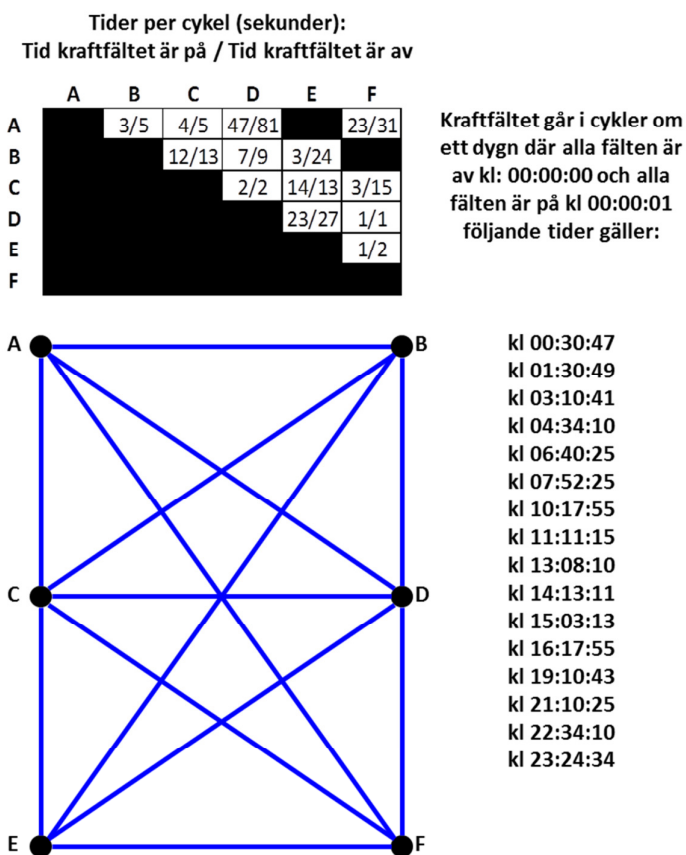 Tider per cykel (sekunder):
Tid kraftfältet är på / Tid kraftfältet är av
A B C D E F
A 3/5 4/5 47/81 23/31
B 12/13 7/9 3/24
C 2/2 14/13 3/15
D 23/27 1/1
E 1/2
F
Kraftfältet går i cykler om
ett dygn där alla fälten är
av kl: 00:00:00 och alla
fälten är på kl 00:00:01
följande tider gäller:
A B
C D
E F
kl 00:30:47
kl 01:30:49
kl 03:10:41
kl 04:34:10
kl 06:40:25
kl 07:52:25
kl 10:17:55
kl 11:11:15
kl 13:08:10
kl 14:13:11
kl 15:03:13
kl 16:17:55
kl 19:10:43
kl 21:10:25
kl 22:34:10
kl 23:24:34